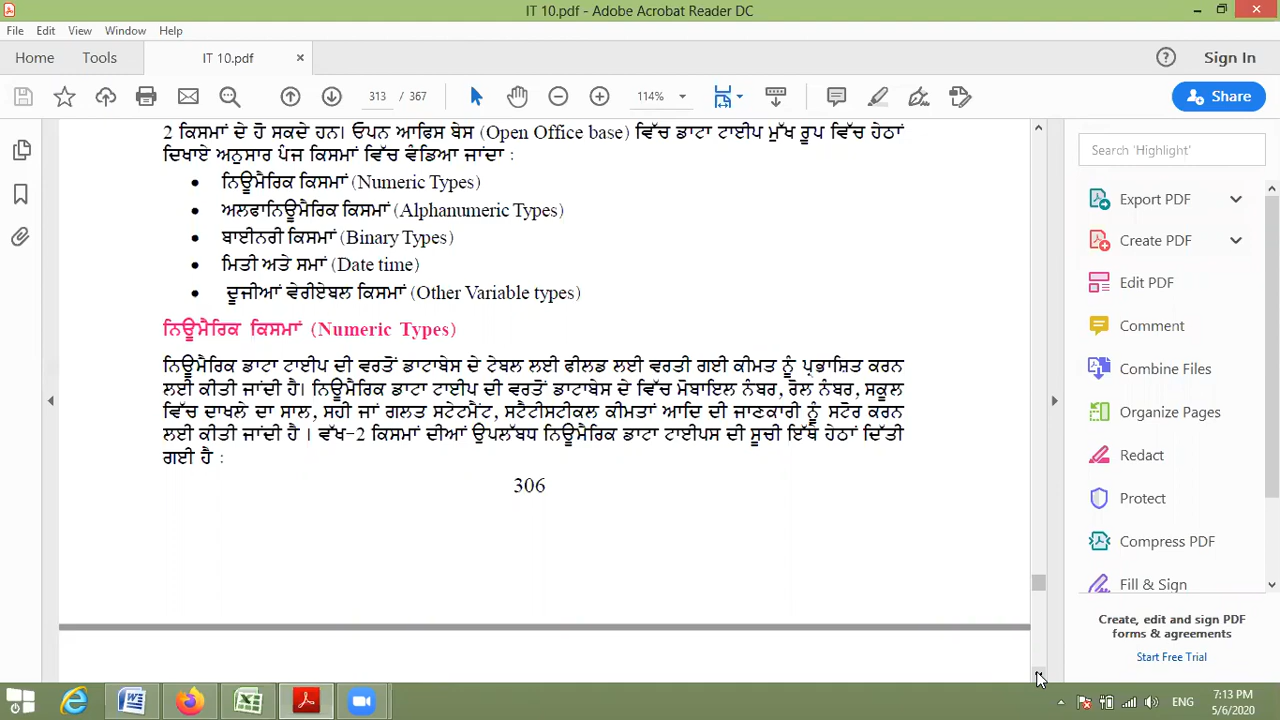 IT 10.pdf - Adobe Acrobat Reader DC
File Edit View Window Help
Home Tools IT 10.pdf × ? Sign In
313 / 367 114% Share
2 ਕਿਸਮਾਂ ਦੇ ਹੋ ਸਕਦੇ ਹਨ। ਓਪਨ ਆਫਿਸ ਬੇਸ (Open Office base) ਵਿੱਚ ਡਾਟਾ ਟਾਈਪ ਮੁੱਖ ਰੂਪ ਵਿੱਚ ਹੇਠਾਂ
ਦਿਖਾਏ ਅਨੁਸਾਰ ਪੰਜ ਕਿਸਮਾਂ ਵਿੱਚ ਵੰਡਿਆ ਜਾਂਦਾ :
• ਨਿਊਮੈਰਿਕ ਕਿਸਮਾਂ (Numeric Types)
• ਅਲਫਾਨਿਊਮੈਰਿਕ ਕਿਸਮਾਂ (Alphanumeric Types)
• ਬਾਈਨਰੀ ਕਿਸਮਾਂ (Binary Types)
• ਮਿਤੀ ਅਤੇ ਸਮਾਂ (Date time)
• ਦੂਜੀਆਂ ਵੇਰੀਏਬਲ ਕਿਸਮਾਂ (Other Variable types)
ਨਿਊਮੈਰਿਕ ਕਿਸਮਾਂ (Numeric Types)
ਨਿਊਮੈਰਿਕ ਡਾਟਾ ਟਾਈਪ ਦੀ ਵਰਤੋਂ ਡਾਟਾਬੇਸ ਦੇ ਟੇਬਲ ਲਈ ਫੀਲਡ ਲਈ ਵਰਤੀ ਗਈ ਕੀਮਤ ਨੂੰ ਪ੍ਰਭਾਸ਼ਿਤ ਕਰਨ
ਲਈ ਕੀਤੀ ਜਾਂਦੀ ਹੈ। ਨਿਊਮੈਰਿਕ ਡਾਟਾ ਟਾਈਪ ਦੀ ਵਰਤੋਂ ਡਾਟਾਬੇਸ ਦੇ ਵਿੱਚ ਮੋਬਾਇਲ ਨੰਬਰ, ਰੋਲ ਨੰਬਰ, ਸਕੂਲ
ਵਿੱਚ ਦਾਖਲੇ ਦਾ ਸਾਲ, ਸਹੀ ਜਾਂ ਗਲਤ ਸਟੇਟਮੈਂਟ, ਸਟੈਟੀਸਟੀਕਲ ਕੀਮਤਾਂ ਆਦਿ ਦੀ ਜਾਣਕਾਰੀ ਨੂੰ ਸਟੋਰ ਕਰਨ
ਲਈ ਕੀਤੀ ਜਾਂਦੀ ਹੈ । ਵੱਖ-2 ਕਿਸਮਾਂ ਦੀਆਂ ਉਪਲੱਬਧ ਨਿਊਮੈਰਿਕ ਡਾਟਾ ਟਾਈਪਸ ਦੀ ਸੂਚੀ ਇੱਥੇ ਹੇਠਾਂ ਦਿੱਤੀ
ਗਈ ਹੈ :
306
Search 'Highlight'
Export PDF
Create PDF
Edit PDF
Comment
Combine Files
Organize Pages
Redact
Protect
Compress PDF
Fill & Sign
Create, edit and sign PDF
forms & agreements
Start Free Trial
ENG
7:13 PM
5/6/2020